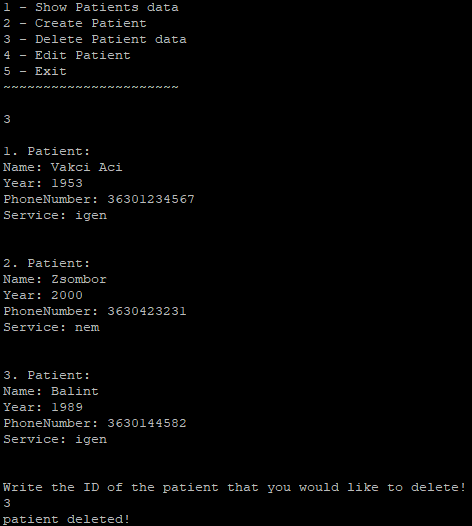 1 - Show Patients data
2 - Create Patient
3 - Delete Patient data
4 - Edit Patient
5 - Exit
~~~~~~~~~~~~~~~~~~~~~~
3
1. Patient:
Name: Vakci Aci
Year: 1953
PhoneNumber: 36301234567
Service: igen
2. Patient:
Name: Zsombor
Year: 2000
PhoneNumber: 3630423231
Service: nem
3. Patient:
Name: Balint
Year: 1989
PhoneNumber: 3630144582
Service: igen
Write the ID of the patient that you would like to delete!
3
patient deleted!